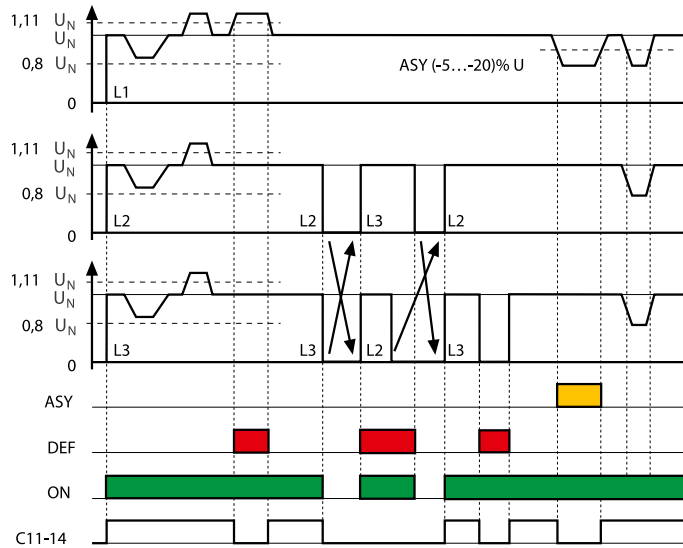 1,11 U_N
U_N
0,8 U_N
ASY (-5...-20)% U
0
L1
1,11 U_N
U_N
0,8 U_N
0
L2
L2
L3
L2
1,11 U_N
U_N
0,8 U_N
0
L3
L3
L2
L3
ASY
DEF
ON
C11-14